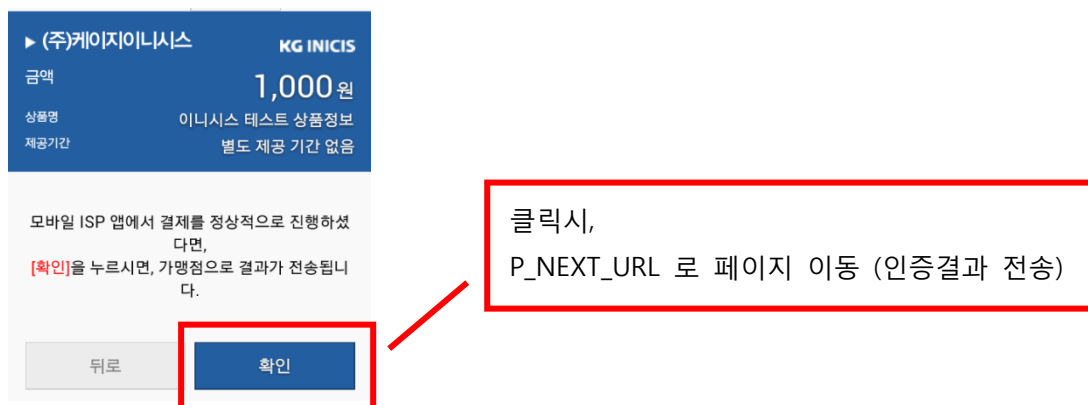 ▶ (주)케이지이니시스 KG INICIS
금액 1,000 원
상품명 이니시스 테스트 상품정보
제공기간 별도 제공 기간 없음
모바일 ISP 앱에서 결제를 정상적으로 진행하셨
다면,
[확인]을 누르시면, 가맹점으로 결과가 전송됩니
다.
뒤로 확인
클릭시,
P_NEXT_URL 로 페이지 이동 (인증결과 전송)